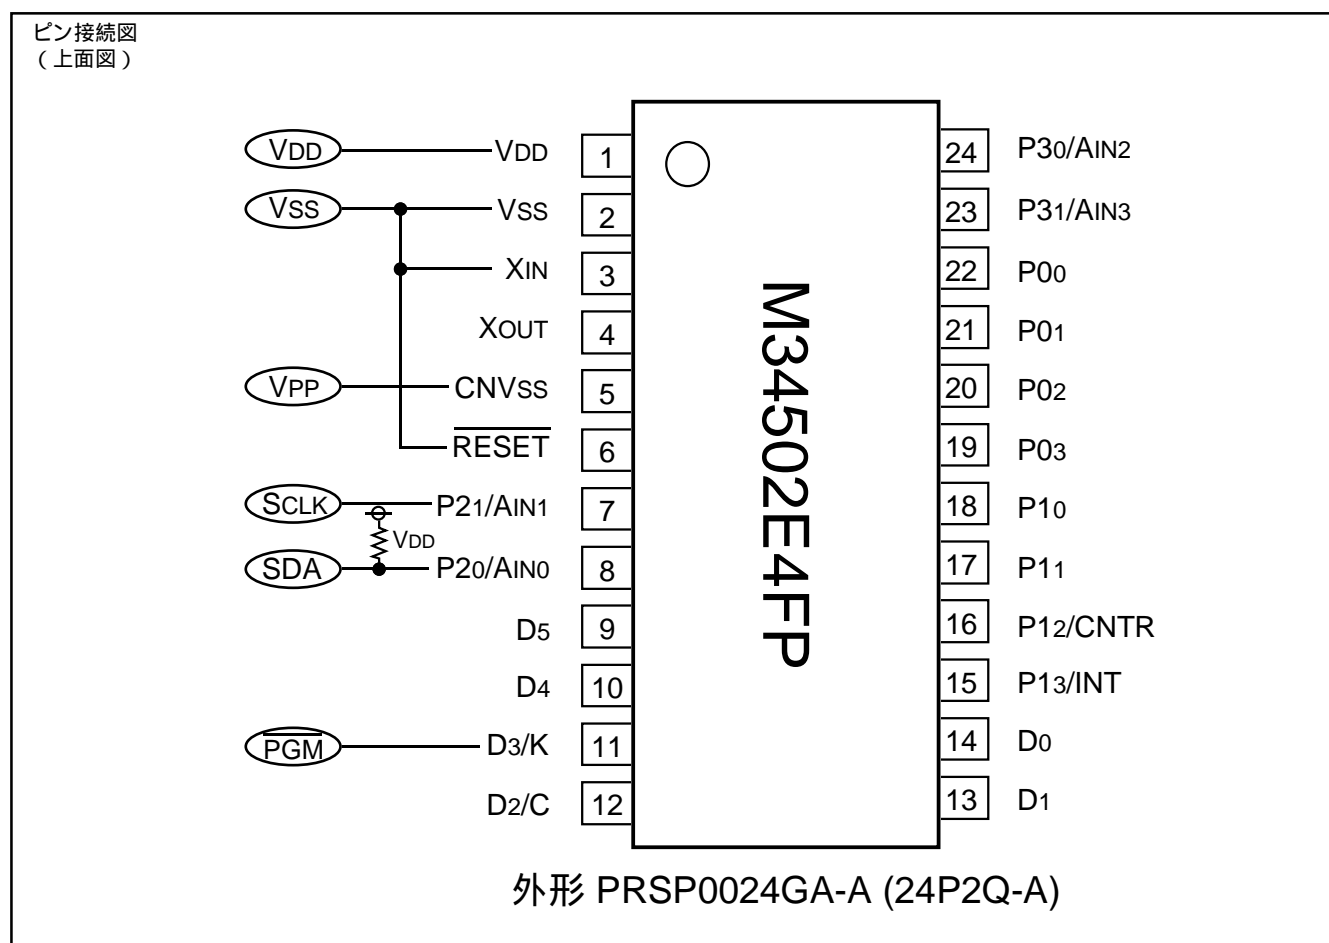 ピン接続図
（上面図）
VDD VDD 1 24 P30/AIN2
VSS VSS 2 23 P31/AIN3
XIN 3 22 P00
XOUT 4 21 P01
VPP CNVSS 5 20 P02
RESET 6 19 P03
SCLK P21/AIN1 7 18 P10
VDD
SDA P20/AIN0 8 17 P11
D5 9 16 P12/CNTR
D4 10 15 P13/INT
PGM D3/K 11 14 D0
D2/C 12 13 D1
M34502E4FP
外形 PRSP0024GA-A (24P2Q-A)